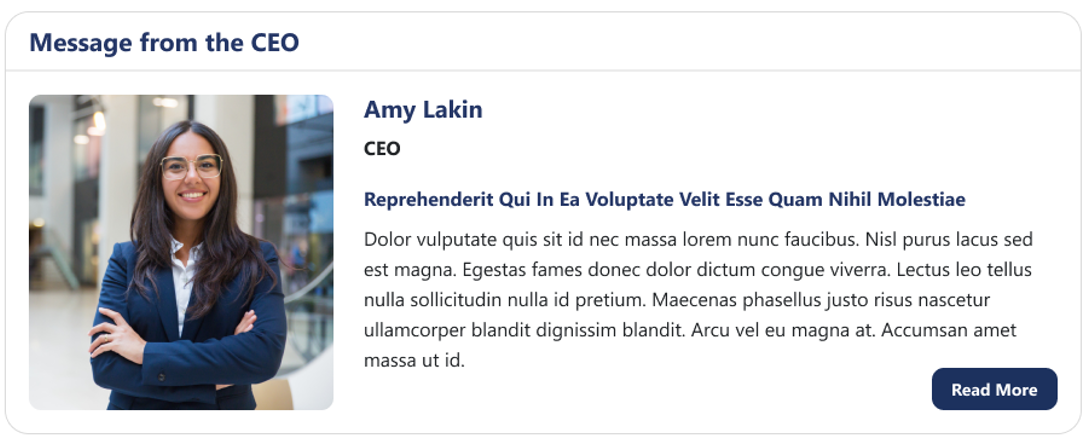 Message from the CEO
Amy Lakin
CEO
Reprehenderit Qui In Ea Voluptate Velit Esse Quam Nihil Molestiae
Dolor vulputate quis sit id nec massa lorem nunc faucibus. Nisl purus lacus sed
est magna. Egestas fames donec dolor dictum congue viverra. Lectus leo tellus
nulla sollicitudin nulla id pretium. Maecenas phasellus justo risus nascetur
ullamcorper blandit dignissim blandit. Arcu vel eu magna at. Accumsan amet
massa ut id.
Read More